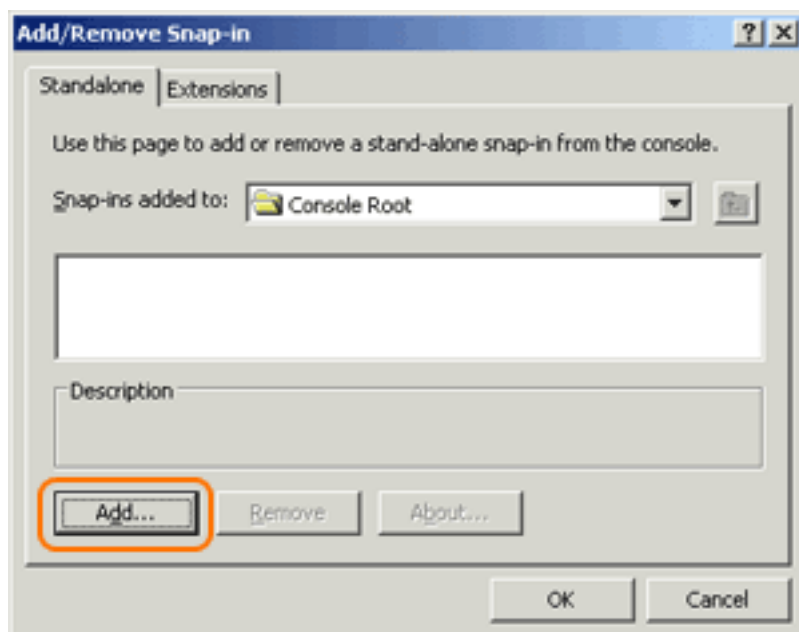 Add/Remove Snap-in
Standalone Extensions
Use this page to add or remove a stand-alone snap-in from the console.
Snap-ins added to: Console Root
Description
Add... Remove About...
OK Cancel